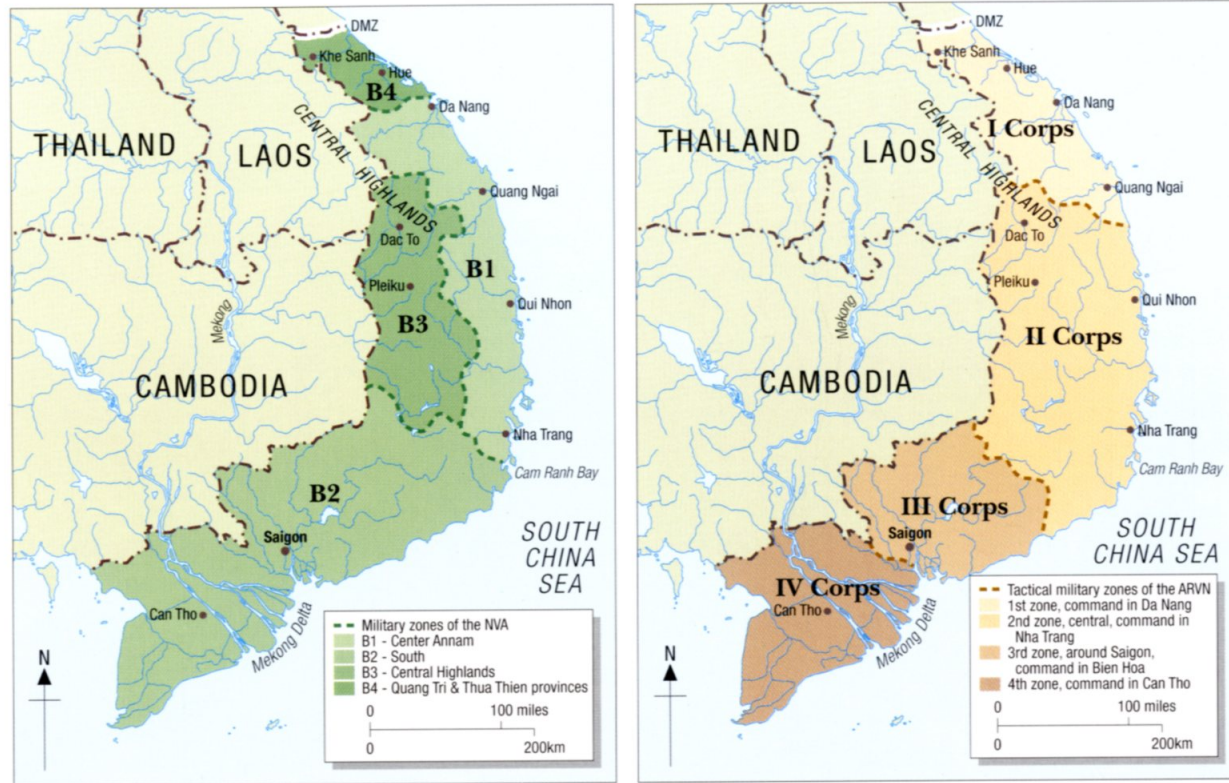 DMZ
Khe Sanh
Hue
B4
Da Nang
CENTRAL HIGHLANDS
THAILAND
LAOS
Quang Ngai
Dac To
B1
Pleiku
Qui Nhon
Mekong
B3
CAMBODIA
Nha Trang
Cam Ranh Bay
B2
Saigon
SOUTH
CHINA
SEA
Can Tho
Mekong Delta
N
Military zones of the NVA
B1 - Center Annam
B2 - South
B3 - Central Highlands
B4 - Quang Tri & Thua Thien provinces
0 100 miles
0 200km
DMZ
Khe Sanh
Hue
Da Nang
CENTRAL HIGHLANDS
I Corps
THAILAND
LAOS
Quang Ngai
Dac To
Pleiku
Qui Nhon
Mekong
II Corps
CAMBODIA
Nha Trang
Cam Ranh Bay
III Corps
Saigon
SOUTH
CHINA SEA
IV Corps
Can Tho
Mekong Delta
N
Tactical military zones of the ARVN
1st zone, command in Da Nang
2nd zone, central, command in
Nha Trang
3rd zone, around Saigon,
command in Bien Hoa
4th zone, command in Can Tho
0 100 miles
0 200km